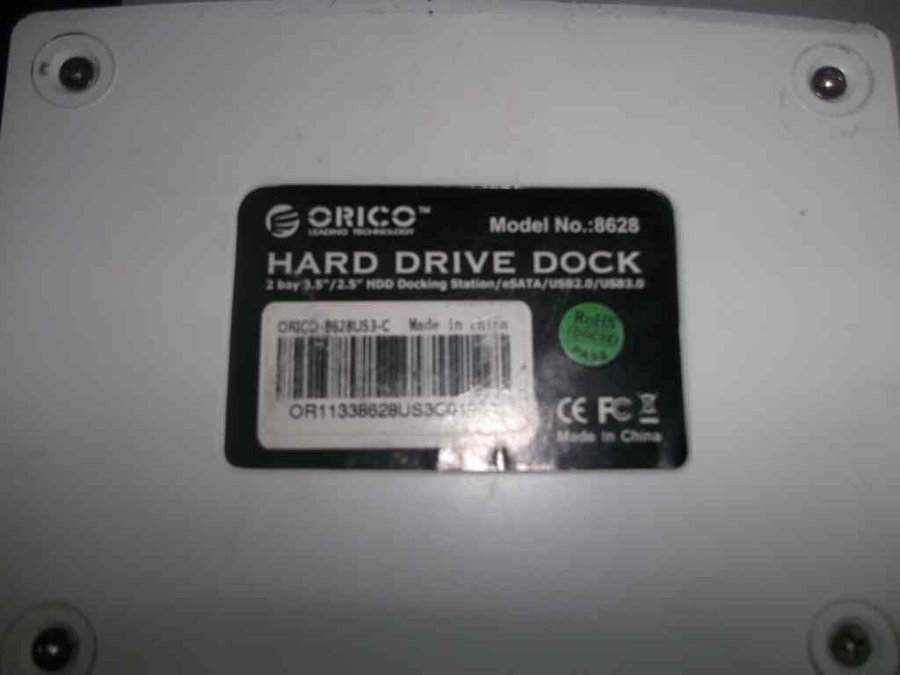 ORICO™
LEADING TECHNOLOGY
Model No.:8628
HARD DRIVE DOCK
2 bay 3.5"/2.5" HDD Docking Station/eSATA/USB2.0/USB3.0
ORICO-8628US3-C Made in china
RoHS
PASS
CE FC
Made in China